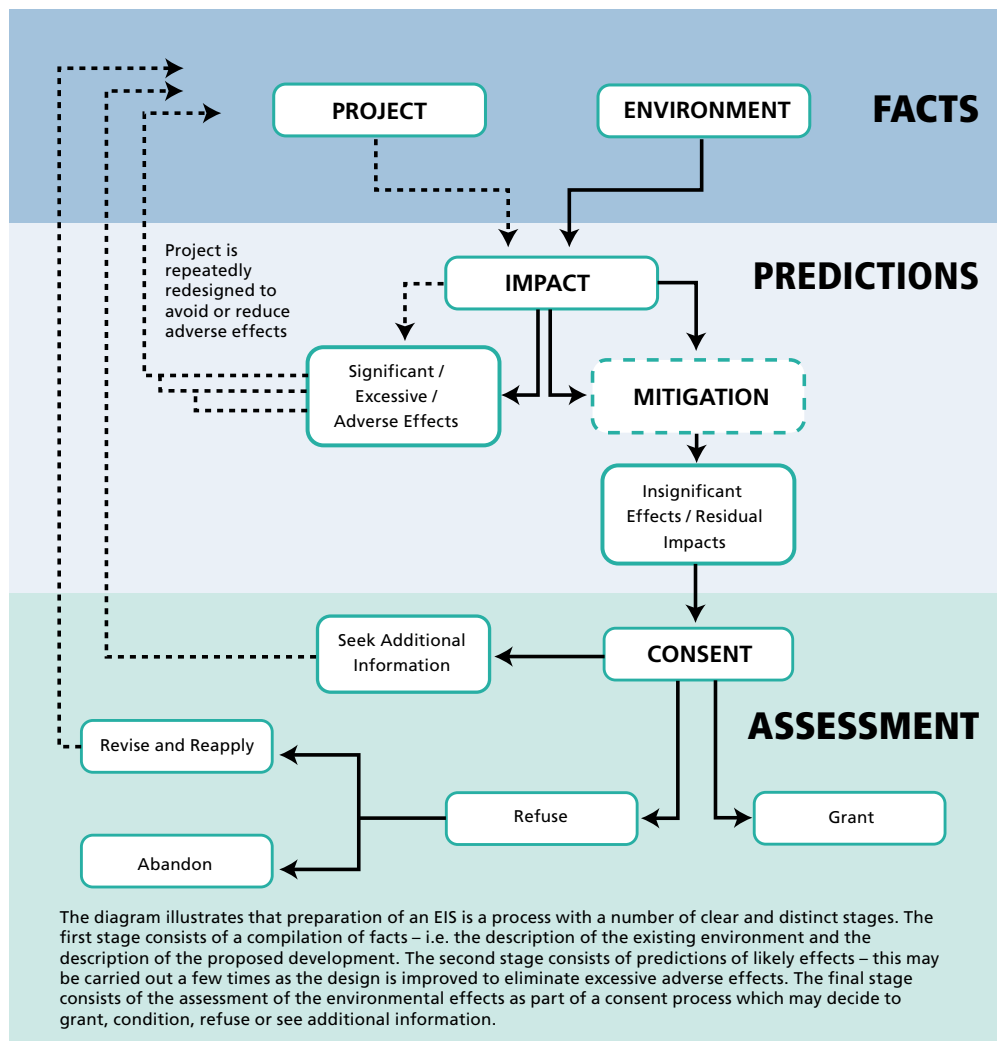 PROJECT
ENVIRONMENT
FACTS
Project is
repeatedly
redesigned to
avoid or reduce
adverse effects
IMPACT
PREDICTIONS
Significant /
Excessive /
Adverse Effects
MITIGATION
Insignificant
Effects / Residual
Impacts
Seek Additional
Information
CONSENT
ASSESSMENT
Revise and Reapply
Refuse
Grant
Abandon
The diagram illustrates that preparation of an EIS is a process with a number of clear and distinct stages. The
first stage consists of a compilation of facts – i.e. the description of the existing environment and the
description of the proposed development. The second stage consists of predictions of likely effects – this may
be carried out a few times as the design is improved to eliminate excessive adverse effects. The final stage
consists of the assessment of the environmental effects as part of a consent process which may decide to
grant, condition, refuse or see additional information.